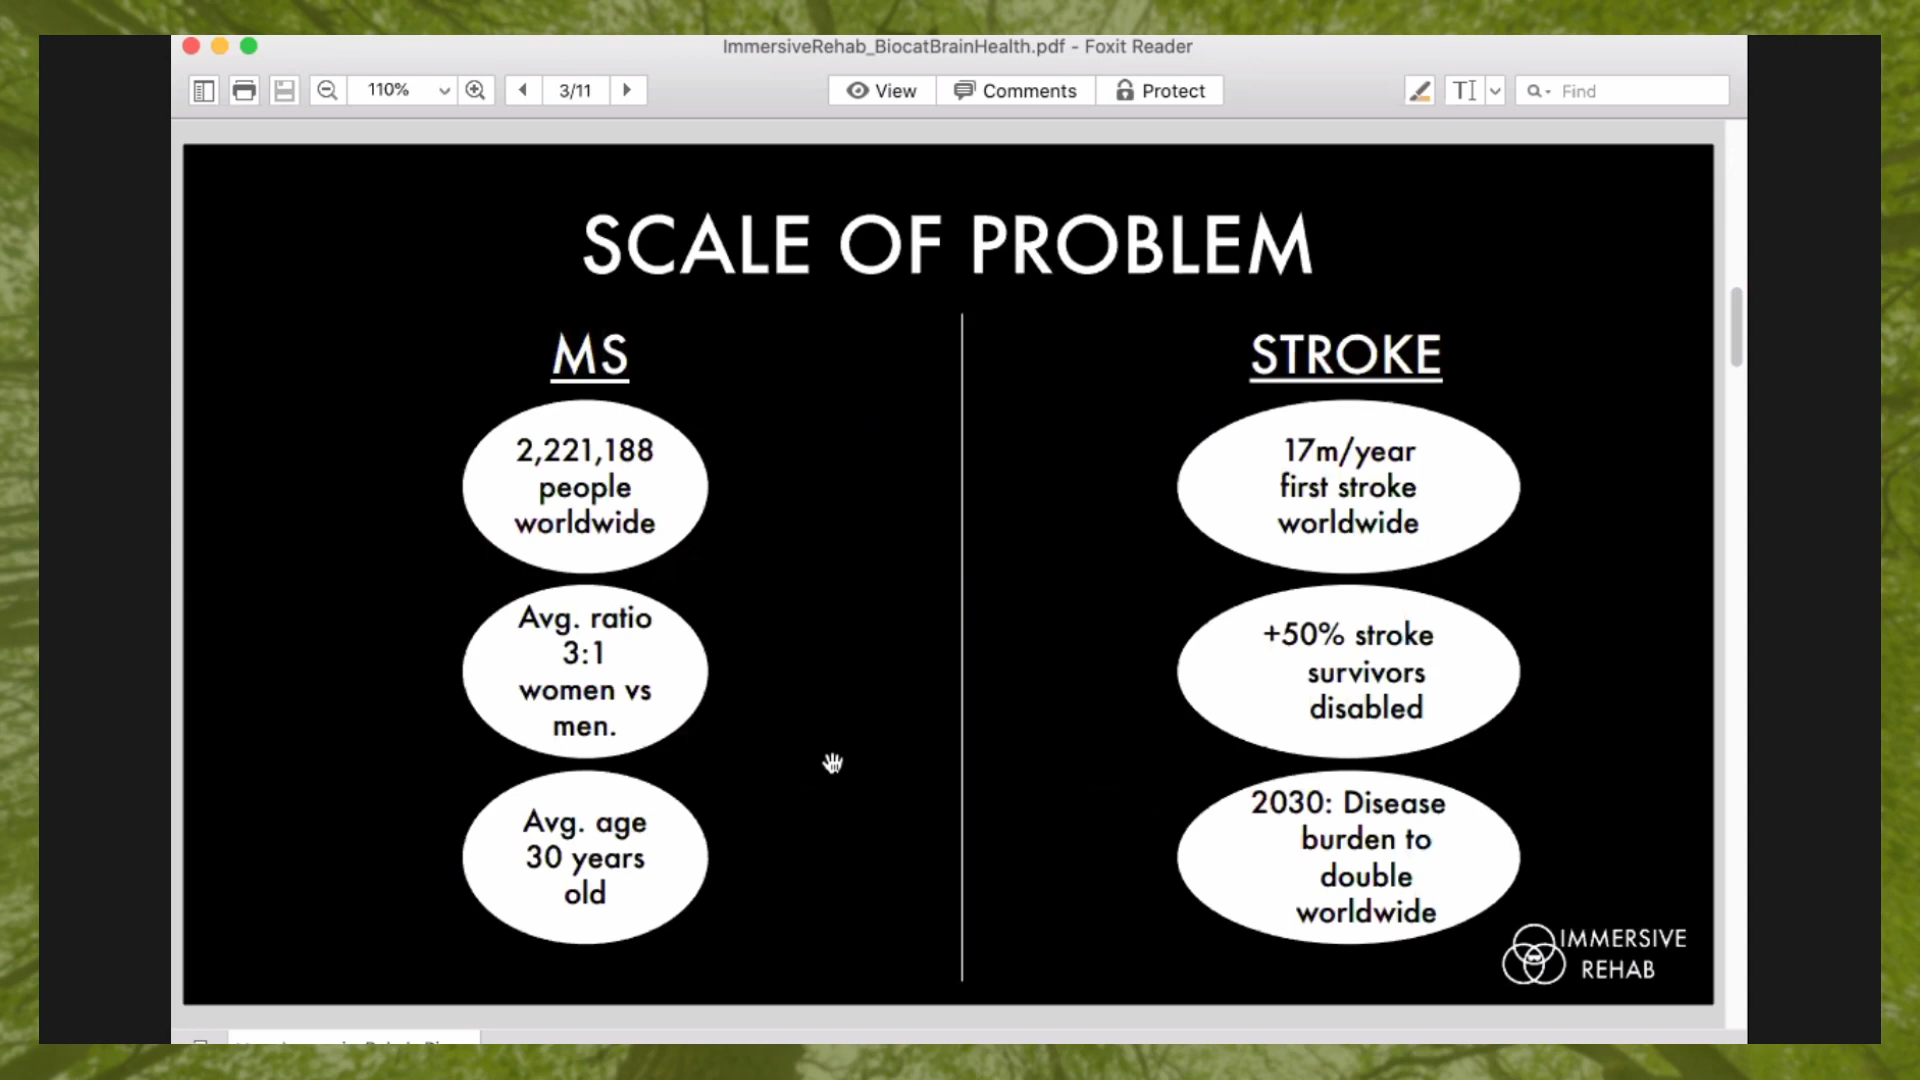 ImmersiveRehab_BiocatBrainHealth.pdf - Foxit Reader
110%
3/11
View
Comments
Protect
Find
SCALE OF PROBLEM
MS
2,221,188
people
worldwide
Avg. ratio
3:1
women vs
men.
Avg. age
30 years
old
STROKE
17m/year
first stroke
worldwide
+50% stroke
survivors
disabled
2030: Disease
burden to
double
worldwide
IMMERSIVE
REHAB